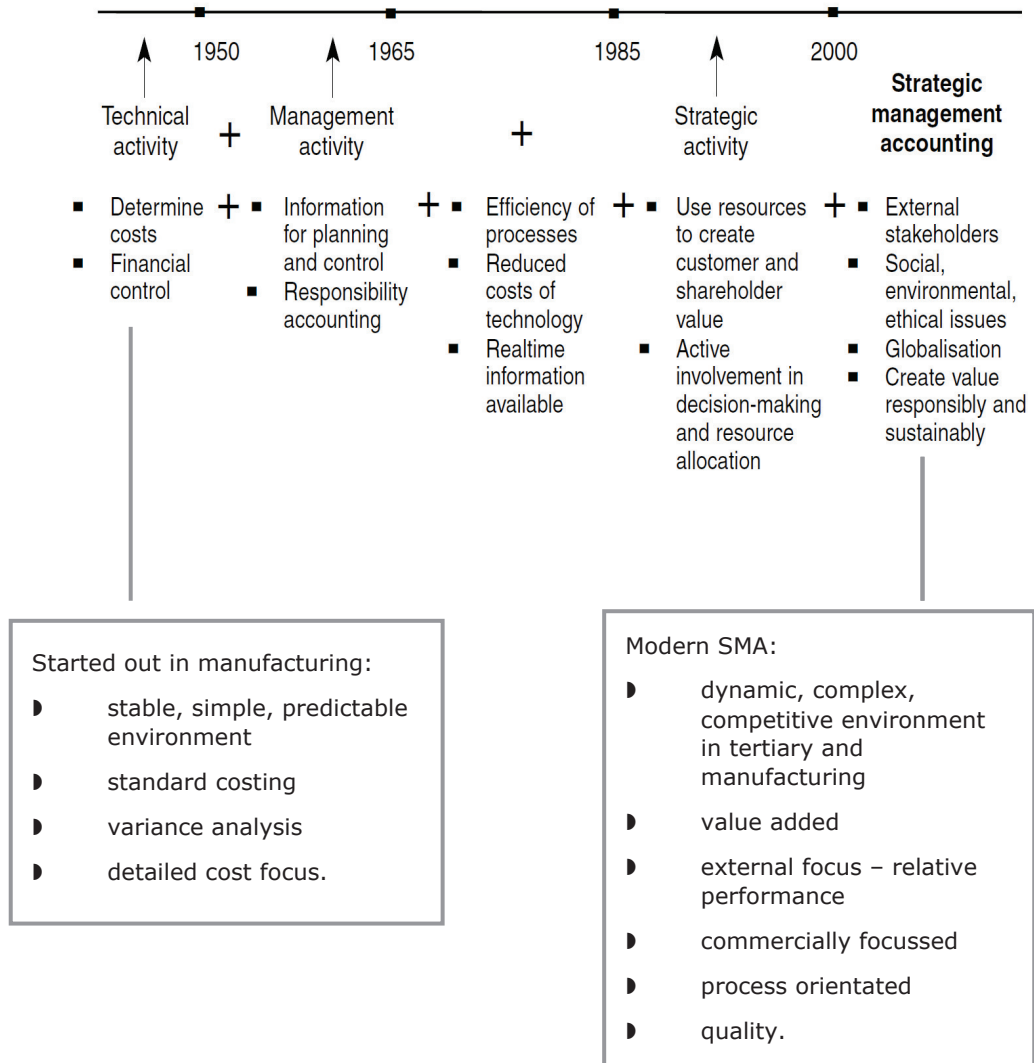 1950
1965
1985
2000
Technical
activity
+
Management
activity
+
Strategic
activity
Strategic
management
accounting
▪ Determine
costs
▪ Financial
control
+
▪ Information
for planning
and control
▪ Responsibility
accounting
+
▪ Efficiency of
processes
▪ Reduced
costs of
technology
▪ Realtime
information
available
+
▪ Use resources
to create
customer and
shareholder
value
▪ Active
involvement in
decision-making
and resource
allocation
+
▪ External
stakeholders
▪ Social,
environmental,
ethical issues
▪ Globalisation
▪ Create value
responsibly and
sustainably
Started out in manufacturing:
◗ stable, simple, predictable
environment
◗ standard costing
◗ variance analysis
◗ detailed cost focus.
Modern SMA:
◗ dynamic, complex,
competitive environment
in tertiary and
manufacturing
◗ value added
◗ external focus – relative
performance
◗ commercially focussed
◗ process orientated
◗ quality.